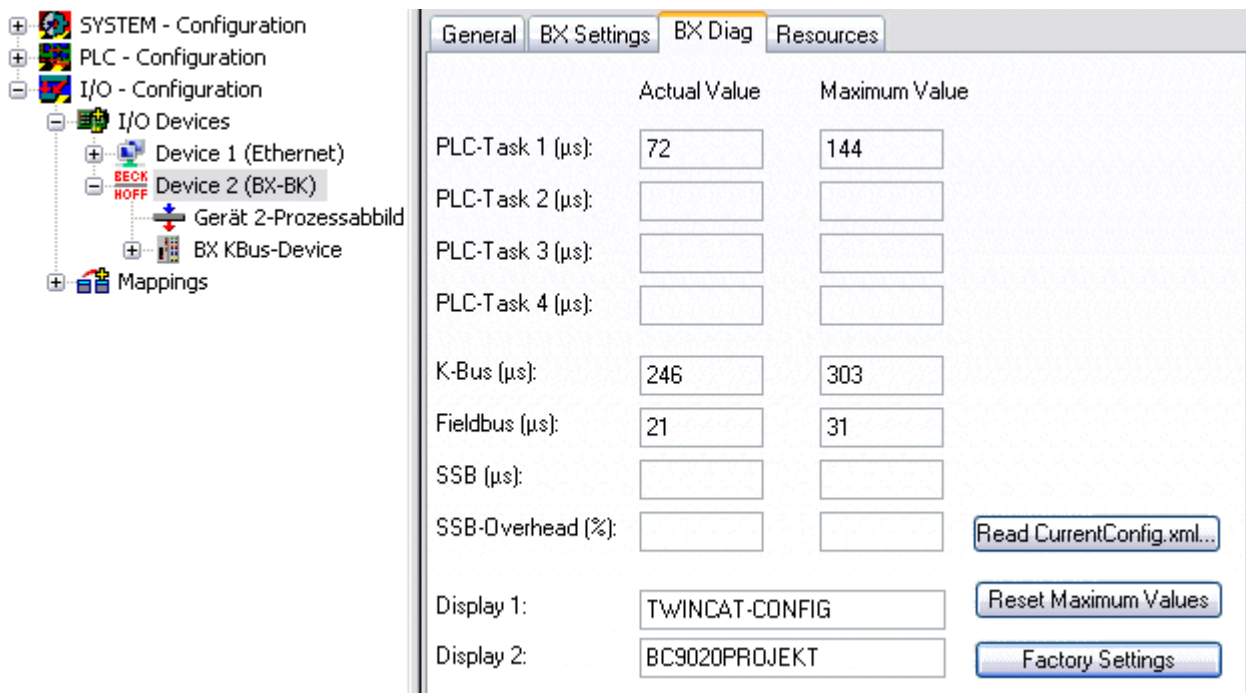 SYSTEM - Configuration
PLC - Configuration
I/O - Configuration
I/O Devices
Device 1 (Ethernet)
BECK
HOFF
Device 2 (BX-BK)
Gerät 2-Prozessabbild
BX KBus-Device
Mappings
General BX Settings BX Diag Resources
Actual Value Maximum Value
PLC-Task 1 (µs): 72 144
PLC-Task 2 (µs):
PLC-Task 3 (µs):
PLC-Task 4 (µs):
K-Bus (µs): 246 303
Fieldbus (µs): 21 31
SSB (µs):
SSB-Overhead (%): Read CurrentConfig.xml...
Display 1: TWINCAT-CONFIG Reset Maximum Values
Display 2: BC9020PROJEKT Factory Settings